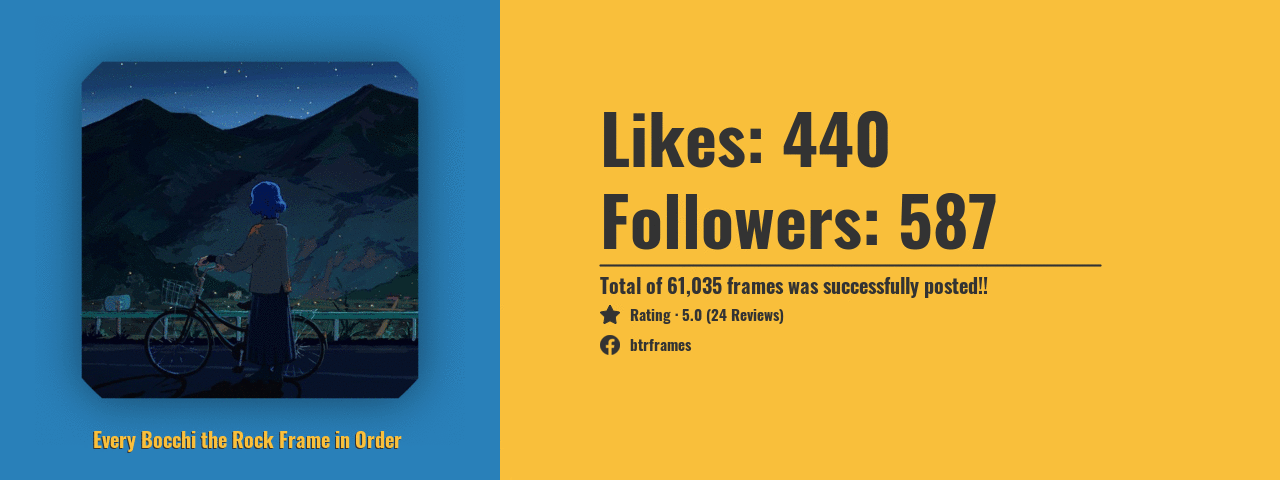 Likes: 440
Followers: 587
Total of 61,035 frames was successfully posted!!
Rating · 5.0 (24 Reviews)
btrframes
Every Bocchi the Rock Frame in Order